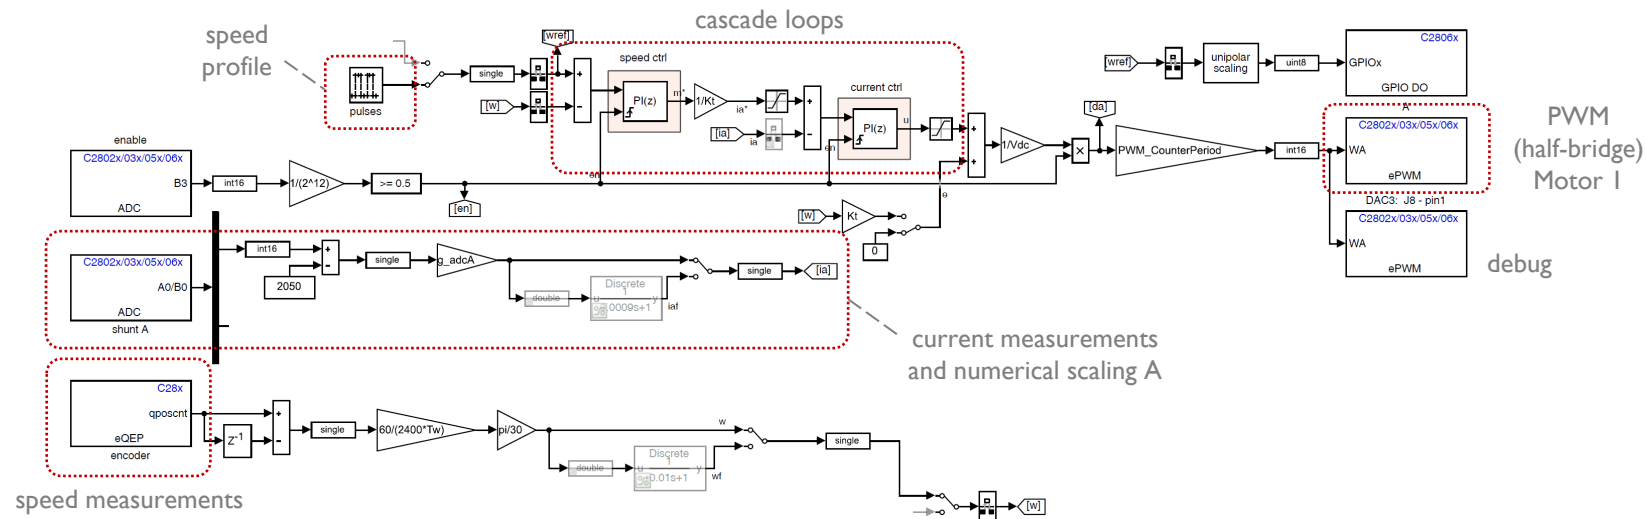 cascade loops
speed
profile
[wref]
pulses
single
[w]
+
-
speed ctrl
PI(z)
m*
1/Kt
ia*
[ia]
ia
+
-
current ctrl
PI(z)
u
en
en
+
+
1/Vdc
×
[da]
PWM_CounterPeriod
int16
[wref]
unipolar
scaling
uint8
C2806x
GPIOx
GPIO DO
A
C2802x/03x/05x/06x
WA
ePWM
PWM
(half-bridge)
Motor 1
DAC3: J8 - pin1
C2802x/03x/05x/06x
WA
ePWM
debug
enable
C2802x/03x/05x/06x
B3
ADC
int16
1/(2^12)
>= 0.5
[en]
[w]
Kt
0
e
C2802x/03x/05x/06x
A0/B0
ADC
shunt A
int16
2050
+
-
single
g_adcA
double
Discrete
1
u
y
0009s+1
iaf
single
[ia]
current measurements
and numerical scaling A
C28x
qposcnt
eQEP
encoder
Z-1
+
-
single
60/(2400*Tw)
pi/30
w
double
Discrete
1
u
y
0.01s+1
wf
single
[w]
speed measurements